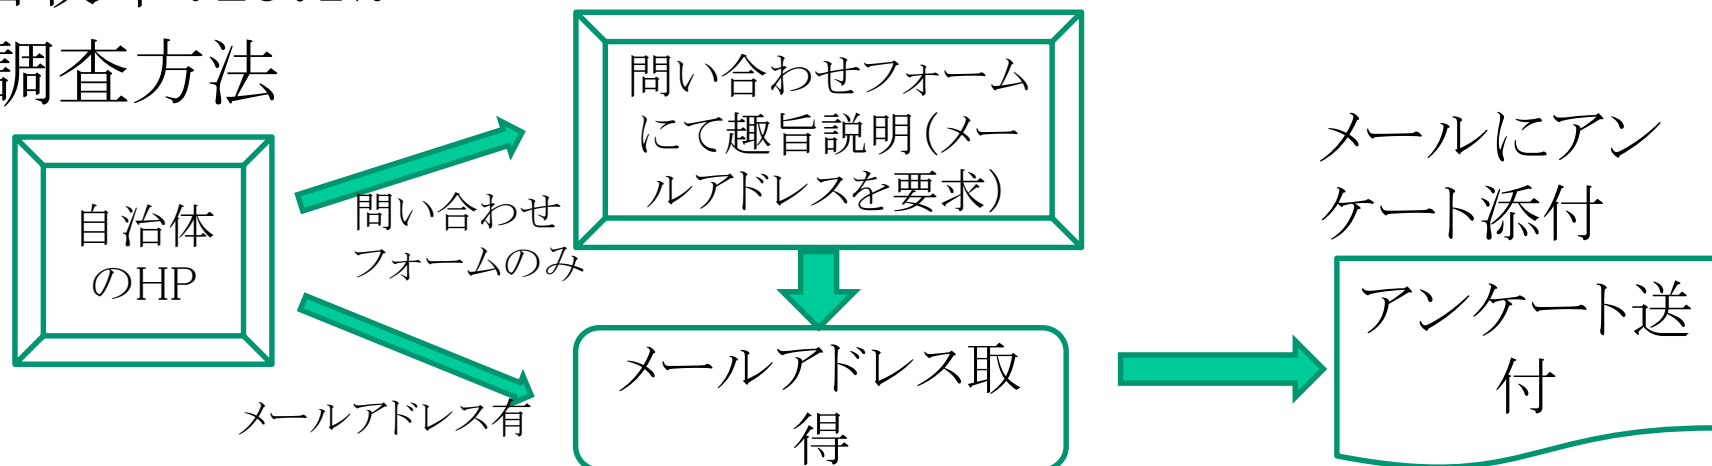 調査方法
自治体
のHP
問い合わせ
フォームのみ
メールアドレス有
問い合わせフォーム
にて趣旨説明(メー
ルアドレスを要求)
メールアドレス取
得
メールにアン
ケート添付
アンケート送
付